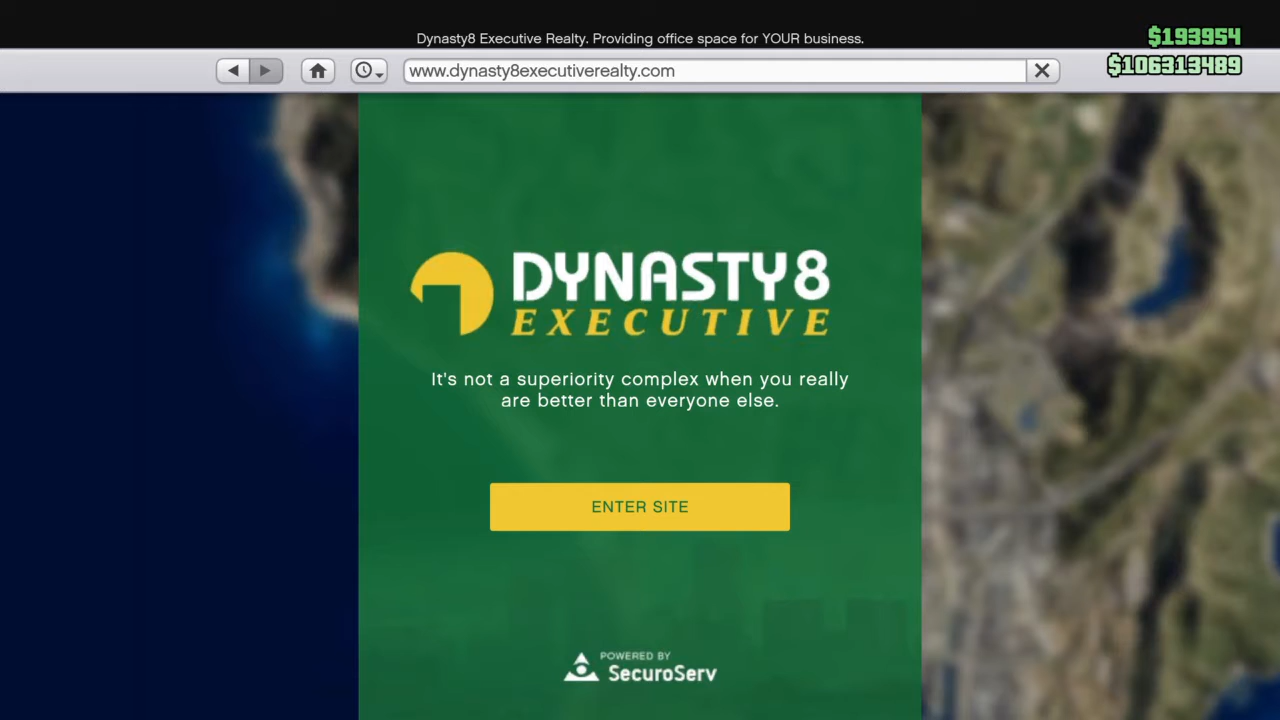 Dynasty8 Executive Realty. Providing office space for YOUR business.
$193954
www.dynasty8executiverealty.com
$106313489
DYNASTY8
EXECUTIVE
It's not a superiority complex when you really
are better than everyone else.
ENTER SITE
POWERED BY
SecuroServ